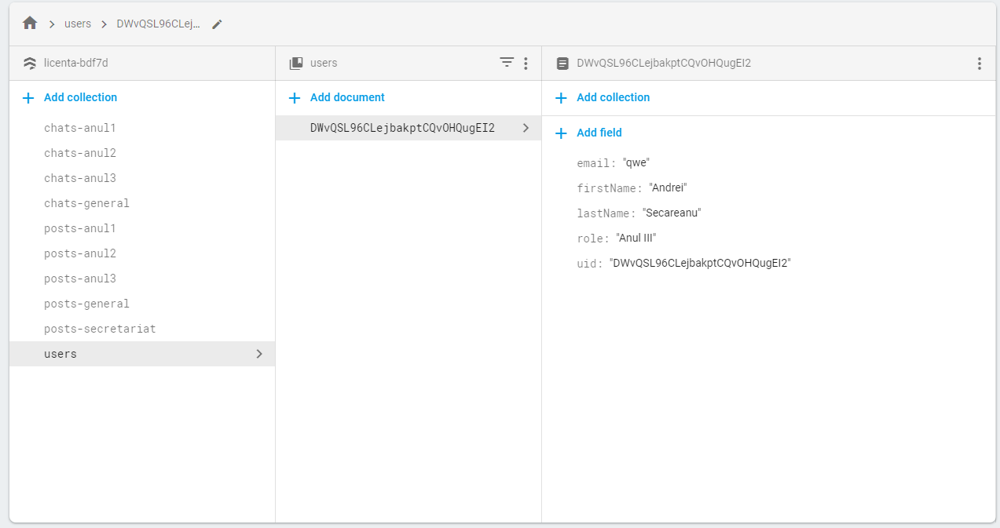 users
DWvQSL96CLej...
licenta-bdf7d
Add collection
chats-anul1
chats-anul2
chats-anul3
chats-general
posts-anul1
posts-anul2
posts-anul3
posts-general
posts-secretariat
users
users
Add document
DWvQSL96CLejbakptCQvOHQugEI2
DWvQSL96CLejbakptCQvOHQugEI2
Add collection
Add field
email: "qwe"
firstName: "Andrei"
lastName: "Secareanu"
role: "Anul III"
uid: "DWvQSL96CLejbakptCQvOHQugEI2"